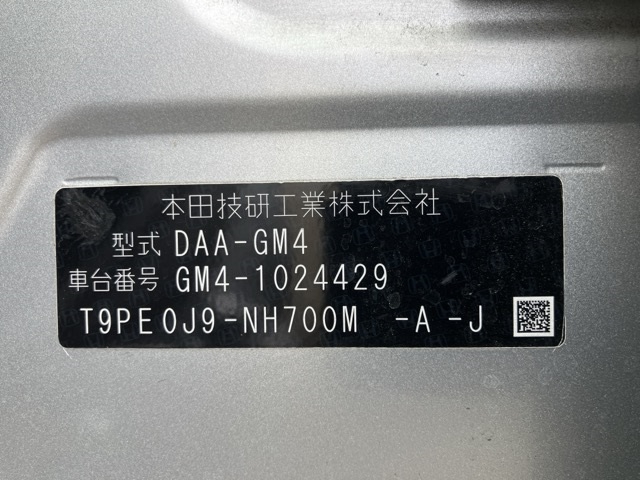 本田技研工業株式会社
型式 DAA-GM4
車台番号 GM4-1024429
T9PE0J9-NH700M -A -J